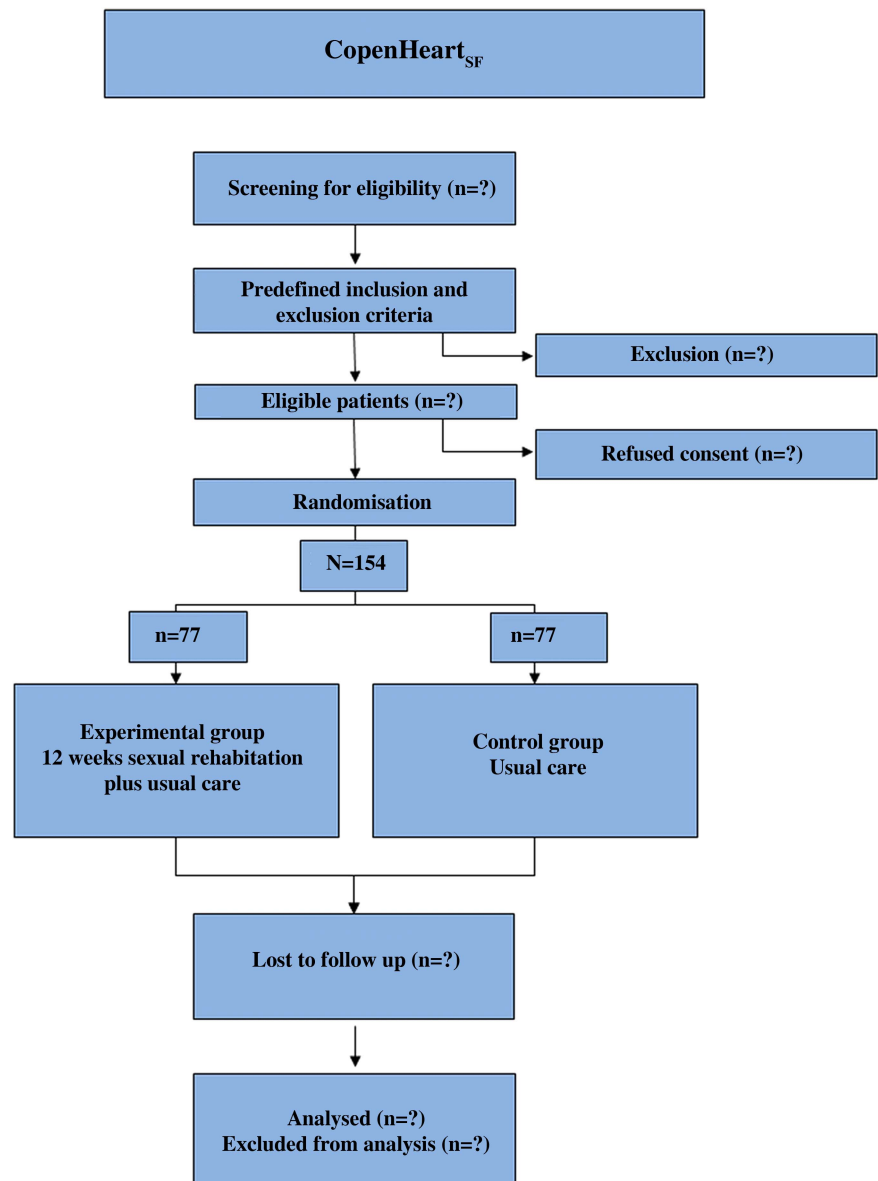 CopenHeartSF
Screening for eligibility (n=?)
Predefined inclusion and
exclusion criteria
Exclusion (n=?)
Eligible patients (n=?)
Refused consent (n=?)
Randomisation
N=154
n=77
n=77
Experimental group
12 weeks sexual rehabitation
plus usual care
Control group
Usual care
Lost to follow up (n=?)
Analysed (n=?)
Excluded from analysis (n=?)